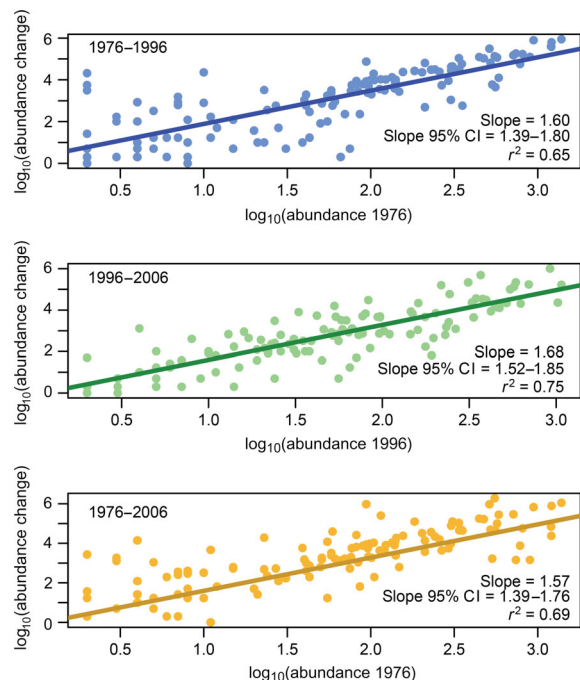 log10(abundance change)
6
4
2
0
1976–1996
Slope = 1.60
Slope 95% CI = 1.39–1.80
r² = 0.65
0.5 1.0 1.5 2.0 2.5 3.0
log10(abundance 1976)
log10(abundance change)
6
4
2
0
1996–2006
Slope = 1.68
Slope 95% CI = 1.52–1.85
r² = 0.75
0.5 1.0 1.5 2.0 2.5 3.0
log10(abundance 1996)
log10(abundance change)
6
4
2
0
1976–2006
Slope = 1.57
Slope 95% CI = 1.39–1.76
r² = 0.69
0.5 1.0 1.5 2.0 2.5 3.0
log10(abundance 1976)